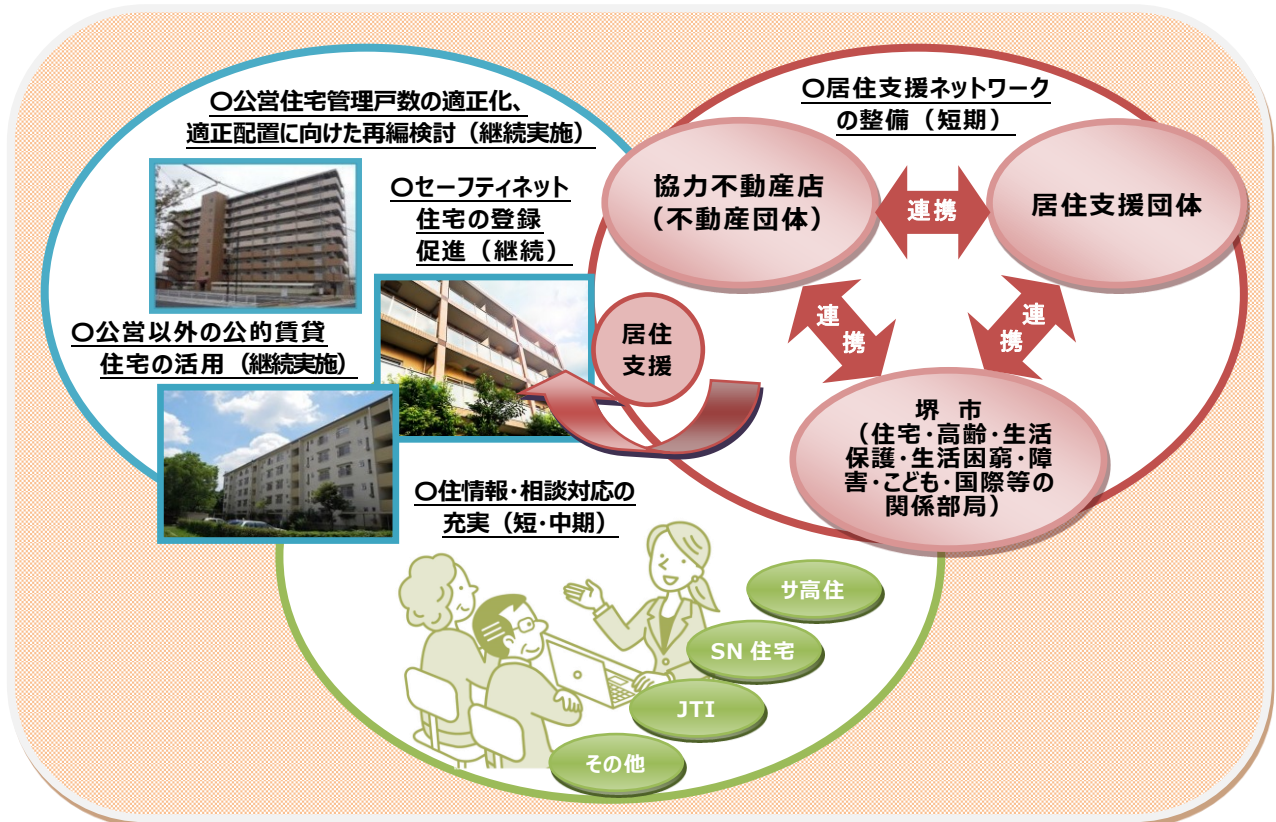 〇公営住宅管理戸数の適正化、
適正配置に向けた再編検討（継続実施）
〇セーフティネット
住宅の登録
促進（継続）
〇公営以外の公的賃貸
住宅の活用（継続実施）
〇居住支援ネットワーク
の整備（短期）
協力不動産店
（不動産団体）
連携
居住支援団体
連携
連携
居住
支援
堺 市
（住宅・高齢・生活
保護・生活困窮・障
害・こども・国際等の
関係部局）
〇住情報・相談対応の
充実（短・中期）
サ高住
SN 住宅
JTI
その他